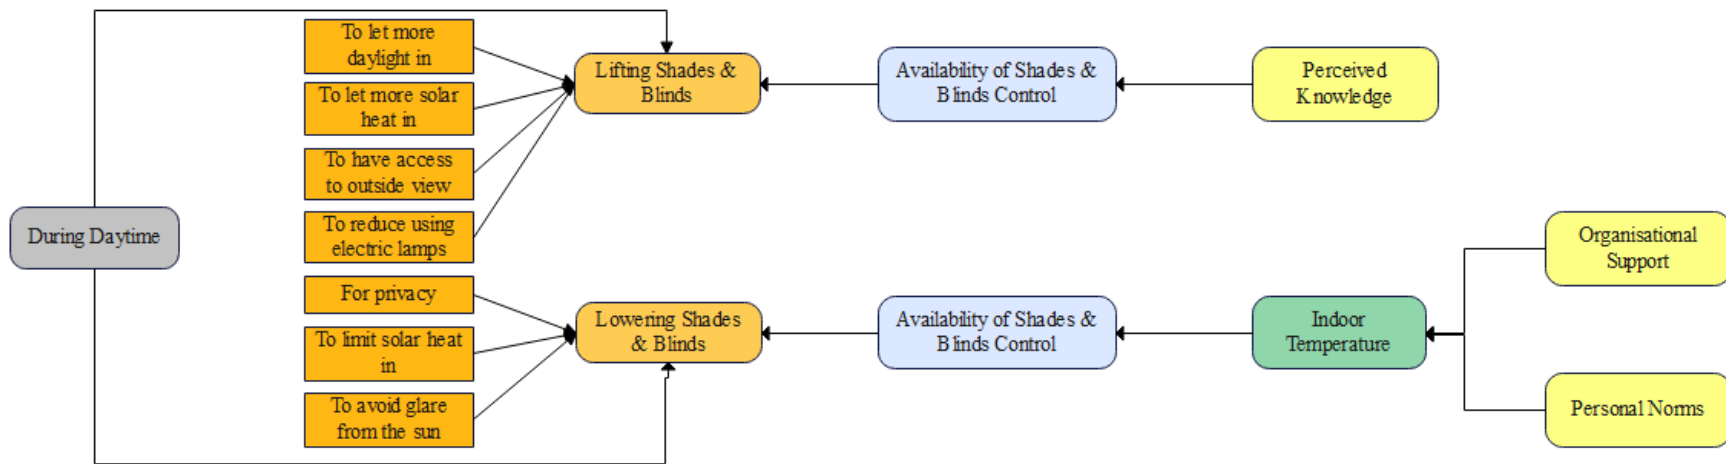 To let more
daylight in
To let more solar
heat in
To have access
to outside view
To reduce using
electric lamps
For privacy
To limit solar heat
in
To avoid glare
from the sun
During Daytime
Lifting Shades &
Blinds
Lowering Shades
& Blinds
Availability of Shades &
Blinds Control
Availability of Shades &
Blinds Control
Perceived
Knowledge
Indoor
Temperature
Organisational
Support
Personal Norms